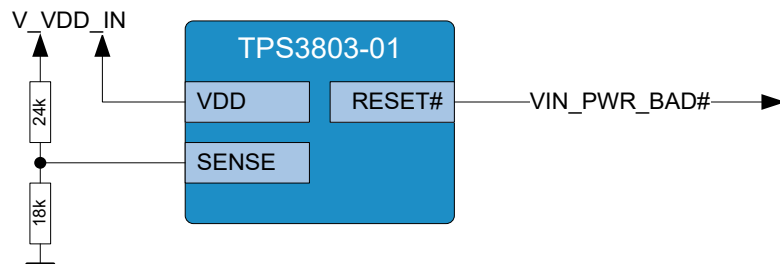 V_VDD_IN
TPS3803-01
24k
VDD
RESET#
VIN_PWR_BAD#
SENSE
18k